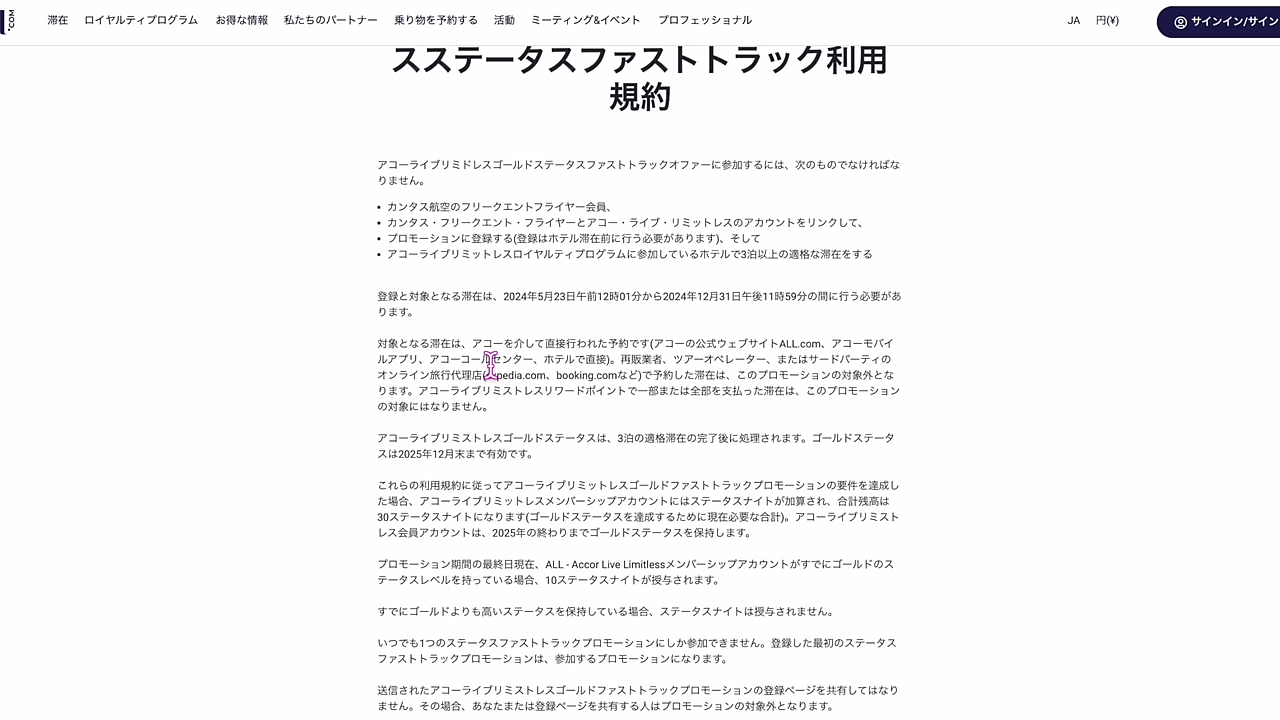 .COM
滞在 ロイヤルティプログラム お得な情報 私たちのパートナー 乗り物を予約する 活動 ミーティング&イベント プロフェッショナル JA 円(¥) サインイン/サイン
スステータスファストトラック利用
規約
アコーライブリミドレスゴールドステータスファストトラックオファーに参加するには、次のものでなければな
りません。
• カンタス航空のフリークエントフライヤー会員、
• カンタス・フリークエント・フライヤーとアコー・ライブ・リミットレスのアカウントをリンクして、
• プロモーションに登録する(登録はホテル滞在前に行う必要があります)、そして
• アコーライブリミットレスロイヤルティプログラムに参加しているホテルで3泊以上の適格な滞在をする
登録と対象となる滞在は、2024年5月23日午前12時01分から2024年12月31日午後11時59分の間に行う必要があ
ります。
対象となる滞在は、アコーを介して直接行われた予約です(アコーの公式ウェブサイトALL.com、アコーモバイ
ルアプリ、アコーコールセンター、ホテルで直接)。再販業者、ツアーオペレーター、またはサードパーティの
オンライン旅行代理店pedia.com、booking.comなど)で予約した滞在は、このプロモーションの対象外とな
ります。アコーライブリミストレスリワードポイントで一部または全部を支払った滞在は、このプロモーション
の対象にはなりません。
アコーライブリミストレスゴールドステータスは、3泊の適格滞在の完了後に処理されます。ゴールドステータ
スは2025年12月末まで有効です。
これらの利用規約に従ってアコーライブリミットレスゴールドファストトラックプロモーションの要件を達成し
た場合、アコーライブリミットレスメンバーシップアカウントにはステータスナイトが加算され、合計残高は
30ステータスナイトになります(ゴールドステータスを達成するために現在必要な合計)。アコーライブリミスト
レス会員アカウントは、2025年の終わりまでゴールドステータスを保持します。
プロモーション期間の最終日現在、ALL - Accor Live Limitlessメンバーシップアカウントがすでにゴールドのス
テータスレベルを持っている場合、10ステータスナイトが授与されます。
すでにゴールドよりも高いステータスを保持している場合、ステータスナイトは授与されません。
いつでも1つのステータスファストトラックプロモーションにしか参加できません。登録した最初のステータス
ファストトラックプロモーションは、参加するプロモーションになります。
送信されたアコーライブリミストレスゴールドファストトラックプロモーションの登録ページを共有してはなり
ません。その場合、あなたまたは登録ページを共有する人はプロモーションの対象外となります。